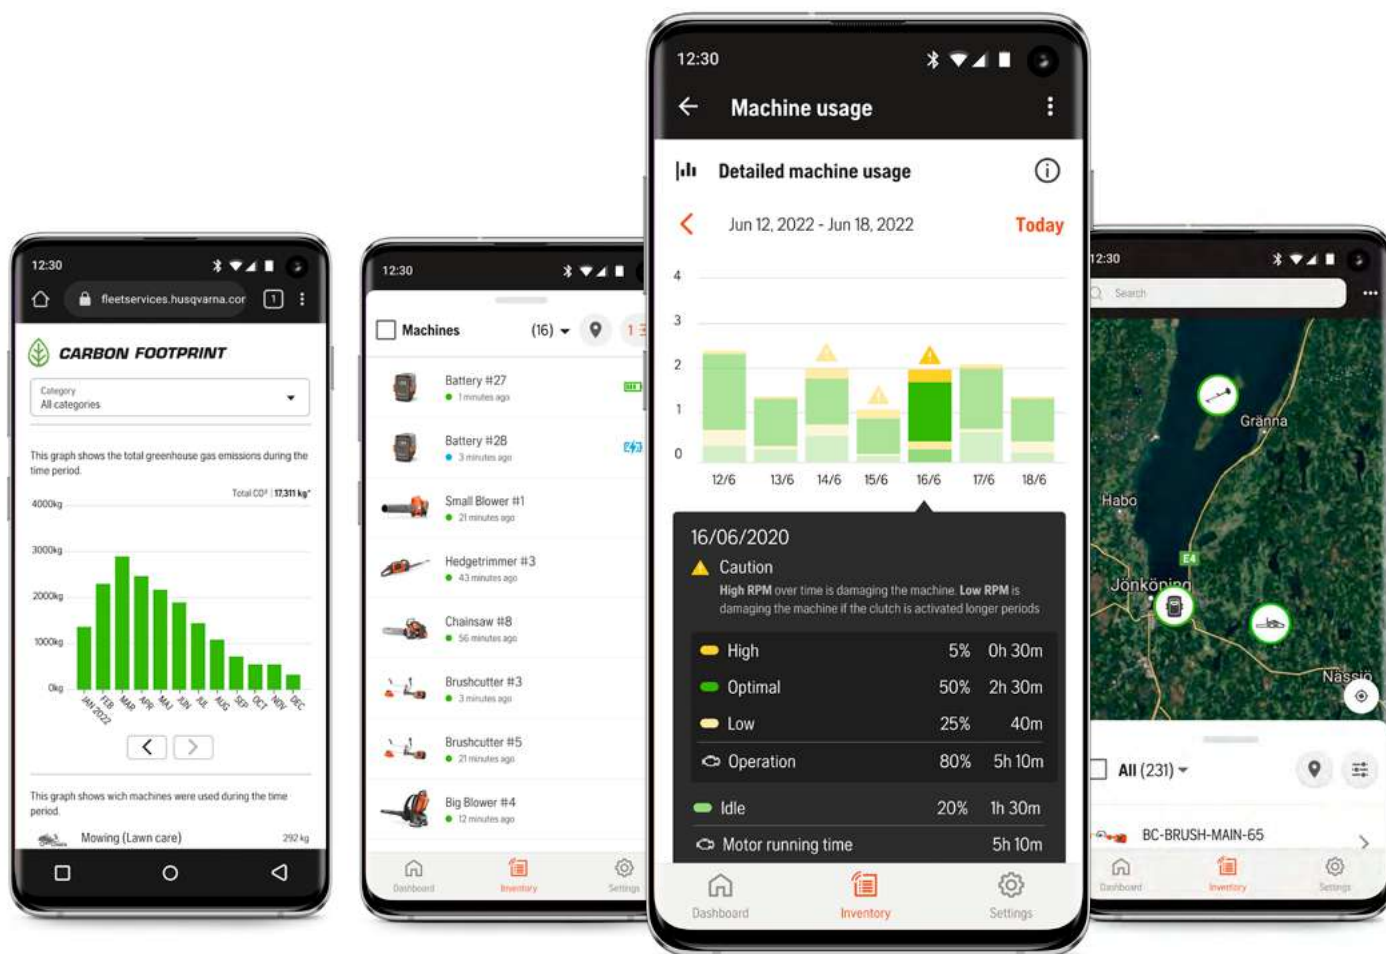 12:30
fleetservices.husqvarna.cor
1
CARBON FOOTPRINT
Category
All categories
This graph shows the total greenhouse gas emissions during the
time period.
Total CO² | 17,311 kg*
4000kg
3000kg
2000kg
1000kg
0kg
JAN 2022 FEB MAR APR MAJ JUN JUL AUG SEP OCT NOV DEC
This graph shows wich machines were used during the time
period.
Mowing (Lawn care) 292 kg
12:30
Machines (16) 1
Battery #27
1 minutes ago
Battery #28
3 minutes ago
Small Blower #1
21 minutes ago
Hedgetrimmer #3
43 minutes ago
Chainsaw #8
56 minutes ago
Brushcutter #3
3 minutes ago
Brushcutter #5
21 minutes ago
Big Blower #4
12 minutes ago
Dashboard Inventory Settings
12:30
Machine usage
Detailed machine usage
Jun 12, 2022 - Jun 18, 2022 Today
4
3
2
1
0
12/6 13/6 14/6 15/6 16/6 17/6 18/6
16/06/2020
Caution
High RPM over time is damaging the machine. Low RPM is
damaging the machine if the clutch is activated longer periods
High 5% 0h 30m
Optimal 50% 2h 30m
Low 25% 40m
Operation 80% 5h 10m
Idle 20% 1h 30m
Motor running time 5h 10m
Dashboard Inventory Settings
12:30
Search
Gränna
Habo
E4
Jönköping
Nässjö
All (231)
BC-BRUSH-MAIN-65
Dashboard Inventory Settings